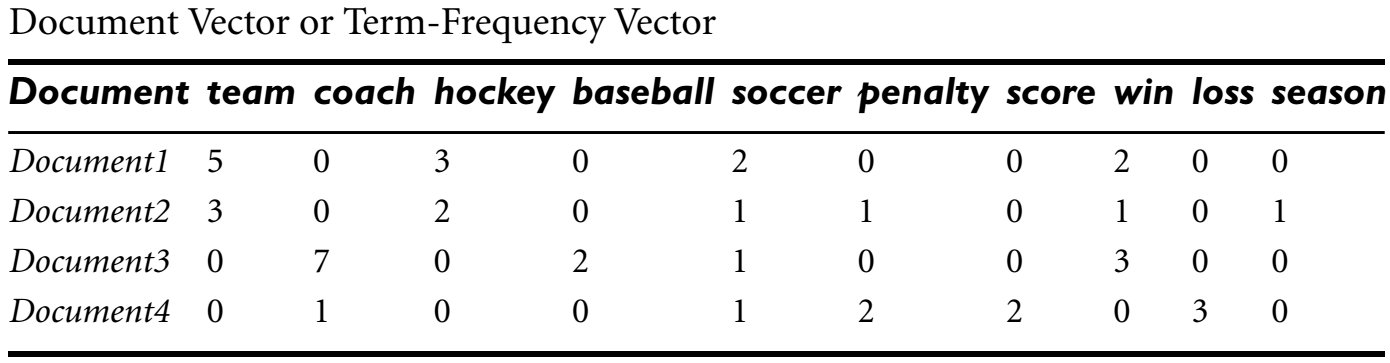 Document Vector or Term-Frequency Vector
Document team coach hockey baseball soccer penalty score win loss season
Document1 5 0 3 0 2 0 0 2 0 0
Document2 3 0 2 0 1 1 0 1 0 1
Document3 0 7 0 2 1 0 0 3 0 0
Document4 0 1 0 0 1 2 2 0 3 0